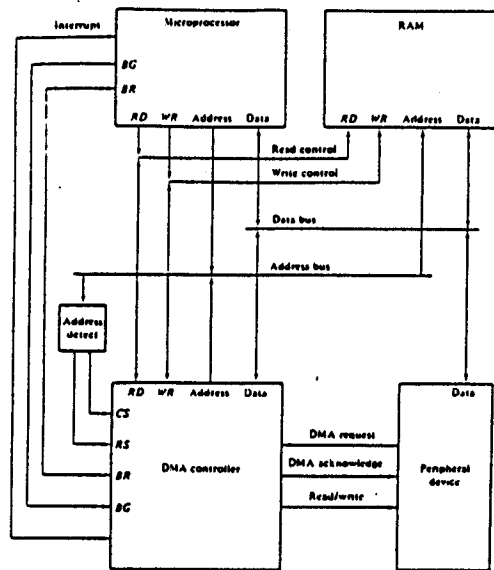 Interrupt
Microprocessor
RAM
BG
BR
RD WR Address Data
RD WR Address Data
Read control
Write control
Data bus
Address bus
Address detect
RD WR Address Data
Data
CS
RS
BR
BG
DMA controller
DMA request
DMA acknowledge
Read/write
Peripheral device